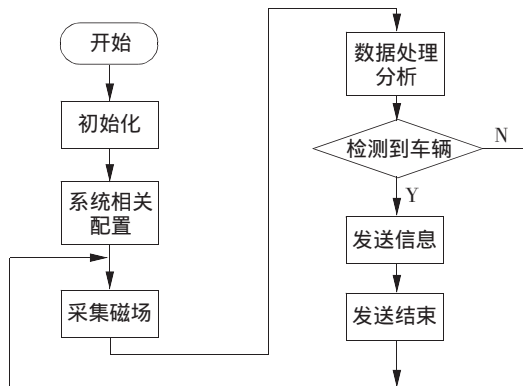 开始
初始化
系统相关
配置
采集磁场
数据处理
分析
检测到车辆
N
Y
发送信息
发送结束